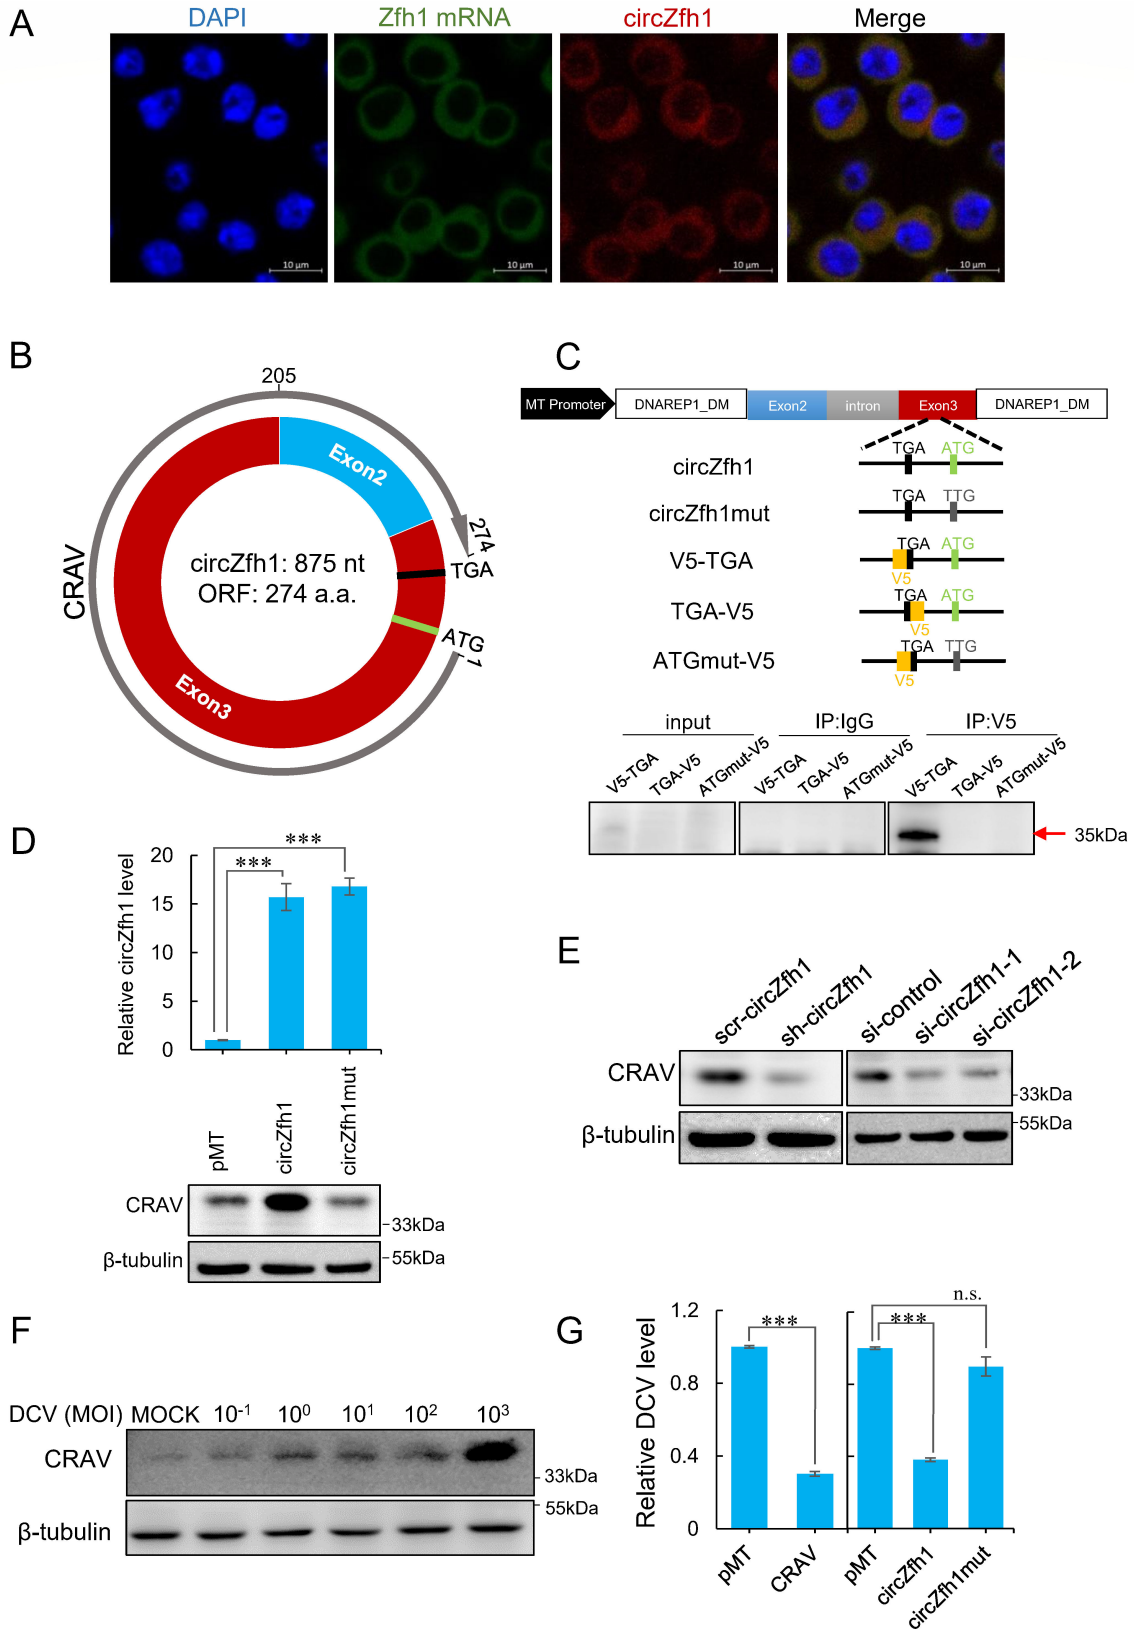 A
DAPI
Zfh1 mRNA
circZfh1
Merge
10 μm
10 μm
10 μm
10 μm
B
205
Exon2
274
TGA
circZfh1: 875 nt
ORF: 274 a.a.
CRAV
ATG
1
Exon3
C
MT Promoter
DNAREP1_DM
Exon2
intron
Exon3
DNAREP1_DM
TGA ATG
circZfh1
TGA TTG
circZfh1mut
TGA ATG
V5-TGA
V5
TGA ATG
TGA-V5
V5
TGA TTG
ATGmut-V5
V5
input
IP:IgG
IP:V5
V5-TGA
TGA-V5
ATGmut-V5
V5-TGA
TGA-V5
ATGmut-V5
V5-TGA
TGA-V5
ATGmut-V5
35kDa
D
Relative circZfh1 level
20
15
10
5
0
***
***
pMT
circZfh1
circZfh1mut
CRAV
33kDa
β-tubulin
55kDa
E
scr-circZfh1
sh-circZfh1
si-control
si-circZfh1-1
si-circZfh1-2
CRAV
33kDa
β-tubulin
55kDa
F
DCV (MOI) MOCK 10-1 100 101 102 103
CRAV
33kDa
β-tubulin
55kDa
G
Relative DCV level
1.2
0.8
0.4
0
***
***
n.s.
pMT
CRAV
pMT
circZfh1
circZfh1mut